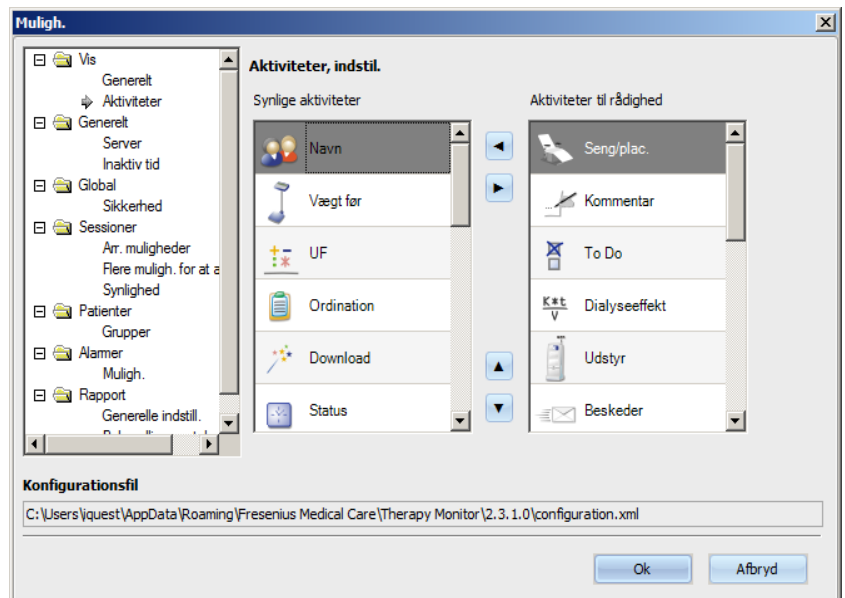 Muligh.
Vis
Generelt
Aktiviteter
Generelt
Server
Inaktiv tid
Global
Sikkerhed
Sessioner
Arr. muligheder
Flere muligh. for at a
Synlighed
Patienter
Grupper
Alarmer
Muligh.
Rapport
Generelle indstill.
Aktiviteter, indstil.
Synlige aktiviteter
Navn
Vægt før
UF
Ordination
Download
Status
Aktiviteter til rådighed
Seng/plac.
Kommentar
To Do
K*t
V
Dialyseeffekt
Udstyr
Beskeder
Konfigurationsfil
C:\Users\iquest\AppData\Roaming\Fresenius Medical Care\Therapy Monitor\2.3.1.0\configuration.xml
Ok
Afbryd